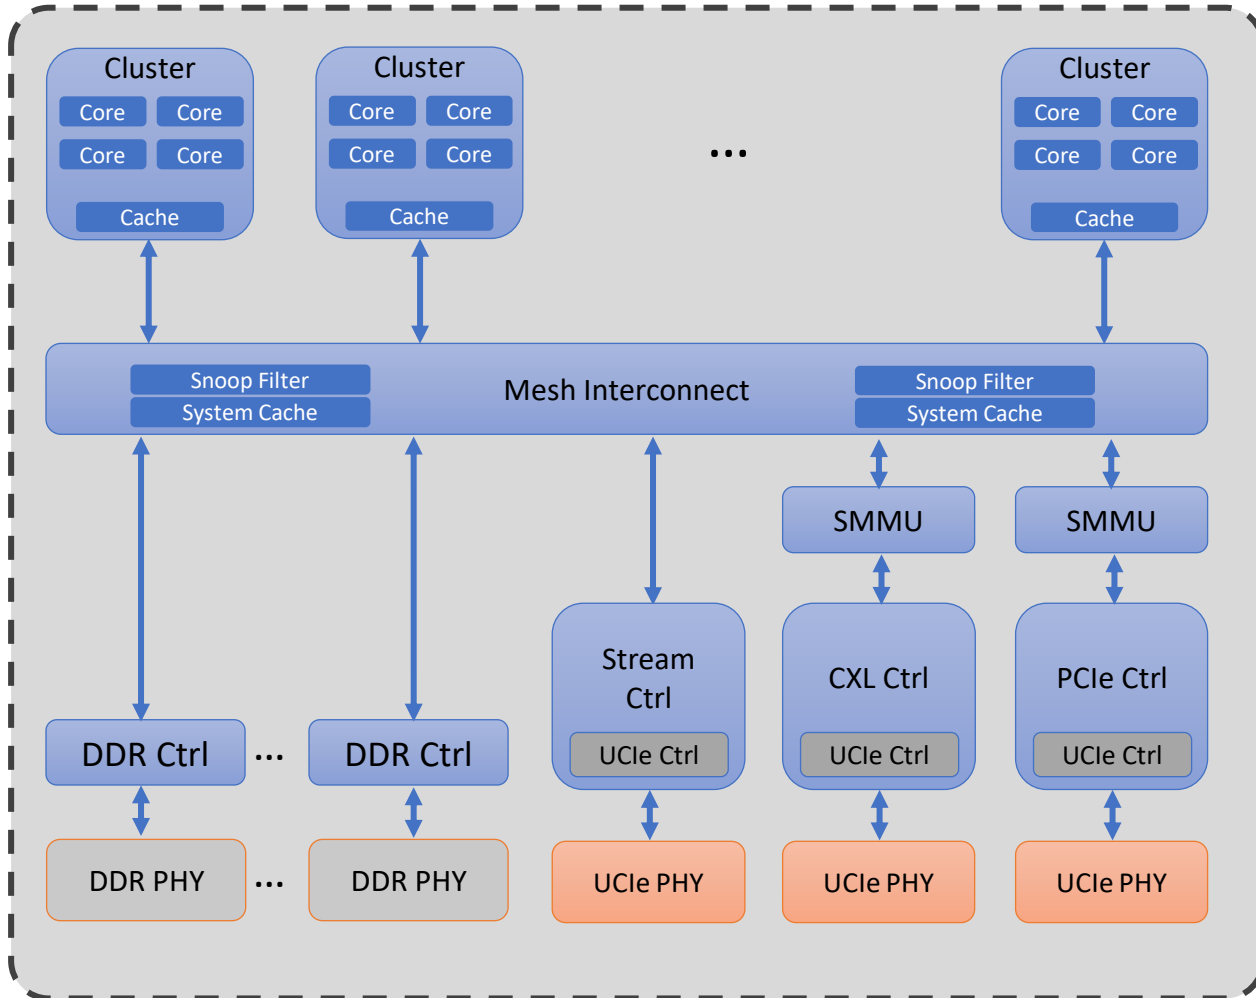 Cluster
Core Core
Core Core
Cache
Cluster
Core Core
Core Core
Cache
...
Cluster
Core Core
Core Core
Cache
Snoop Filter
System Cache
Mesh Interconnect
Snoop Filter
System Cache
SMMU
SMMU
Stream
Ctrl
UCIe Ctrl
CXL Ctrl
UCIe Ctrl
PCIe Ctrl
UCIe Ctrl
DDR Ctrl ... DDR Ctrl
DDR PHY ... DDR PHY
UCIe PHY
UCIe PHY
UCIe PHY